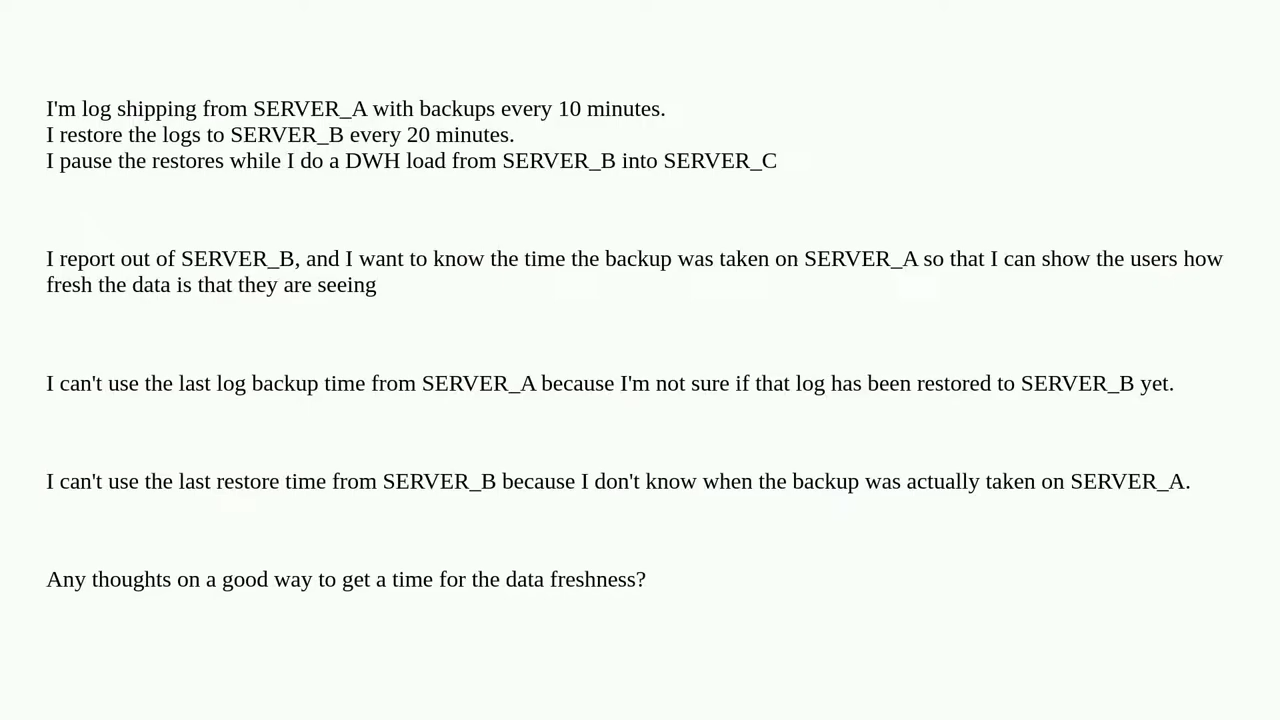 I'm log shipping from SERVER_A with backups every 10 minutes.
I restore the logs to SERVER_B every 20 minutes.
I pause the restores while I do a DWH load from SERVER_B into SERVER_C
I report out of SERVER_B, and I want to know the time the backup was taken on SERVER_A so that I can show the users how
fresh the data is that they are seeing
I can't use the last log backup time from SERVER_A because I'm not sure if that log has been restored to SERVER_B yet.
I can't use the last restore time from SERVER_B because I don't know when the backup was actually taken on SERVER_A.
Any thoughts on a good way to get a time for the data freshness?